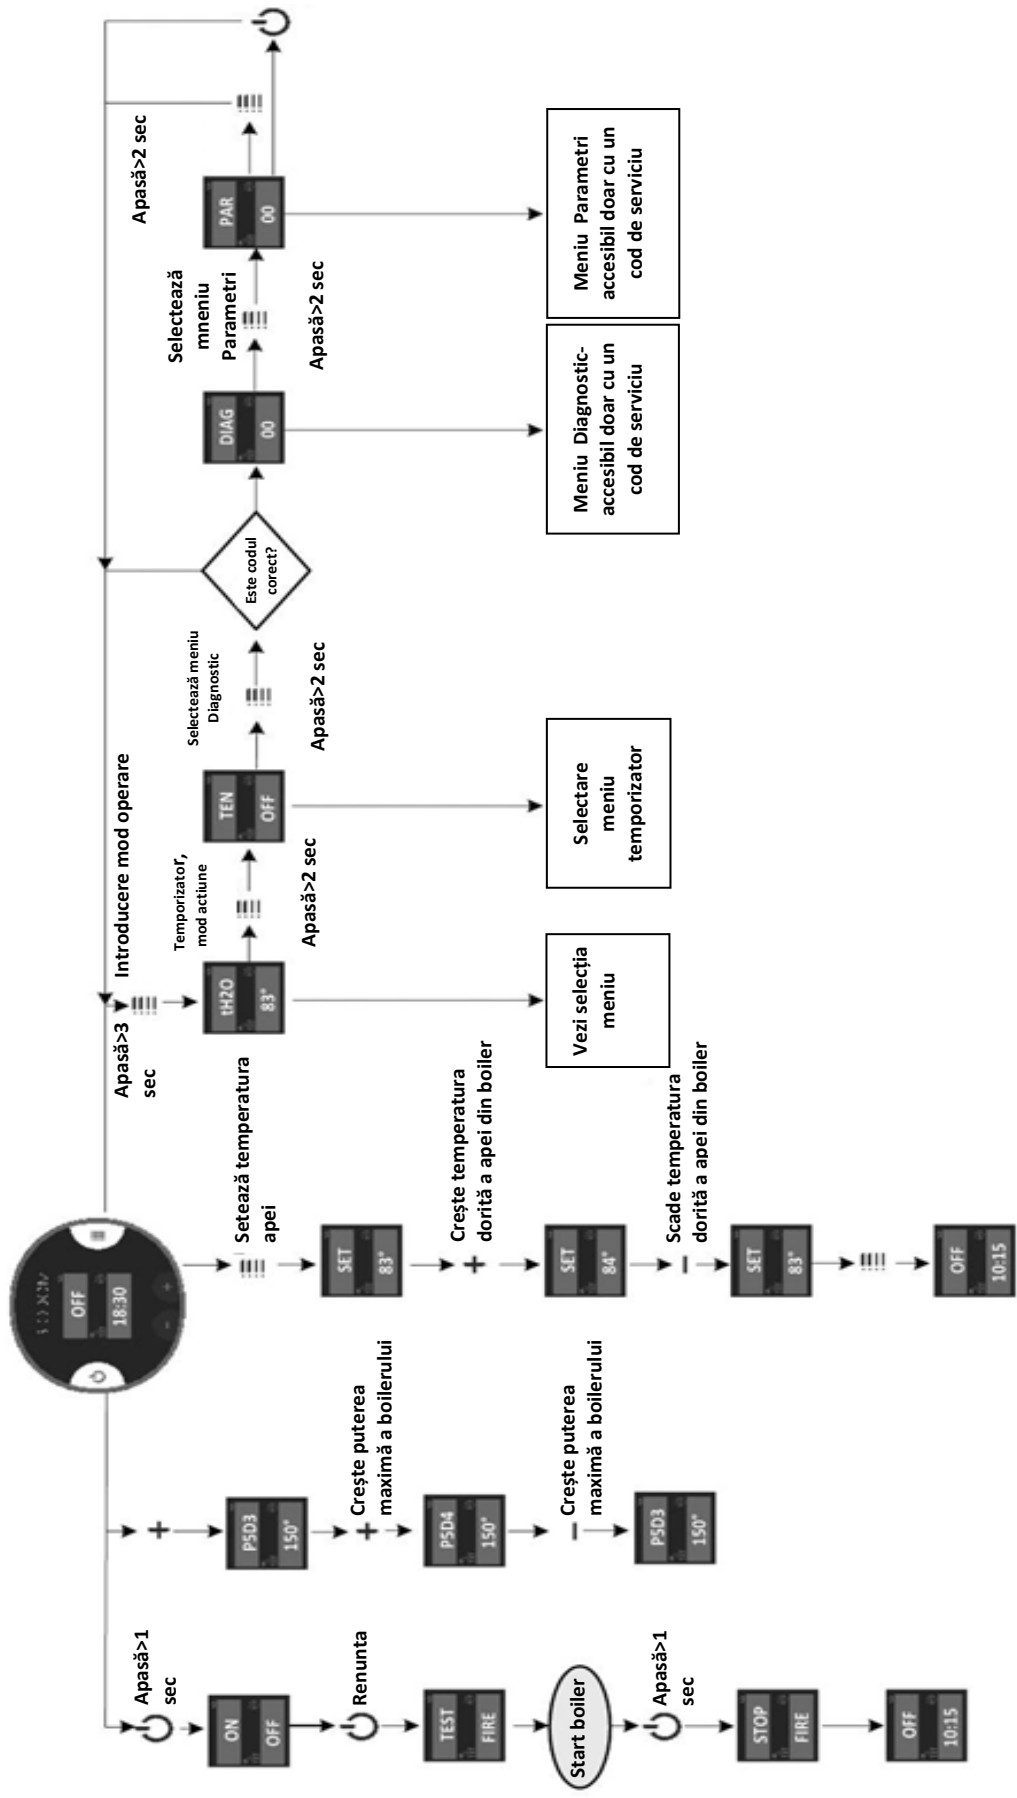 OFF
18:30
Apasă>1
sec
ON
OFF
Renunta
TEST
FIRE
Start boiler
Apasă>1
sec
STOP
FIRE
OFF
10:15
+
P5D3
150°
+
Crește puterea
maximă a boilerului
P5D4
150°
-
Crește puterea
maximă a boilerului
P5D3
150°
Setează temperatura
apei
SET
83°
+
Crește temperatura
dorită a apei din boiler
SET
84°
-
Scade temperatura
dorită a apei din boiler
SET
83°
OFF
10:15
Apasă>3
sec
Introducere mod operare
tH2O
83°
Vezi selecția
meniu
Temporizator,
mod actiune
Apasă>2 sec
TEN
OFF
Selectare
meniu
temporizator
Selectează meniu
Diagnostic
Apasă>2 sec
Este codul
corect?
DIAG
00
Meniu Diagnostic-
accesibil doar cu un
cod de serviciu
Selectează
mneniu
Parametri
Apasă>2 sec
PAR
00
Meniu Parametri
accesibil doar cu un
cod de serviciu
Apasă>2 sec